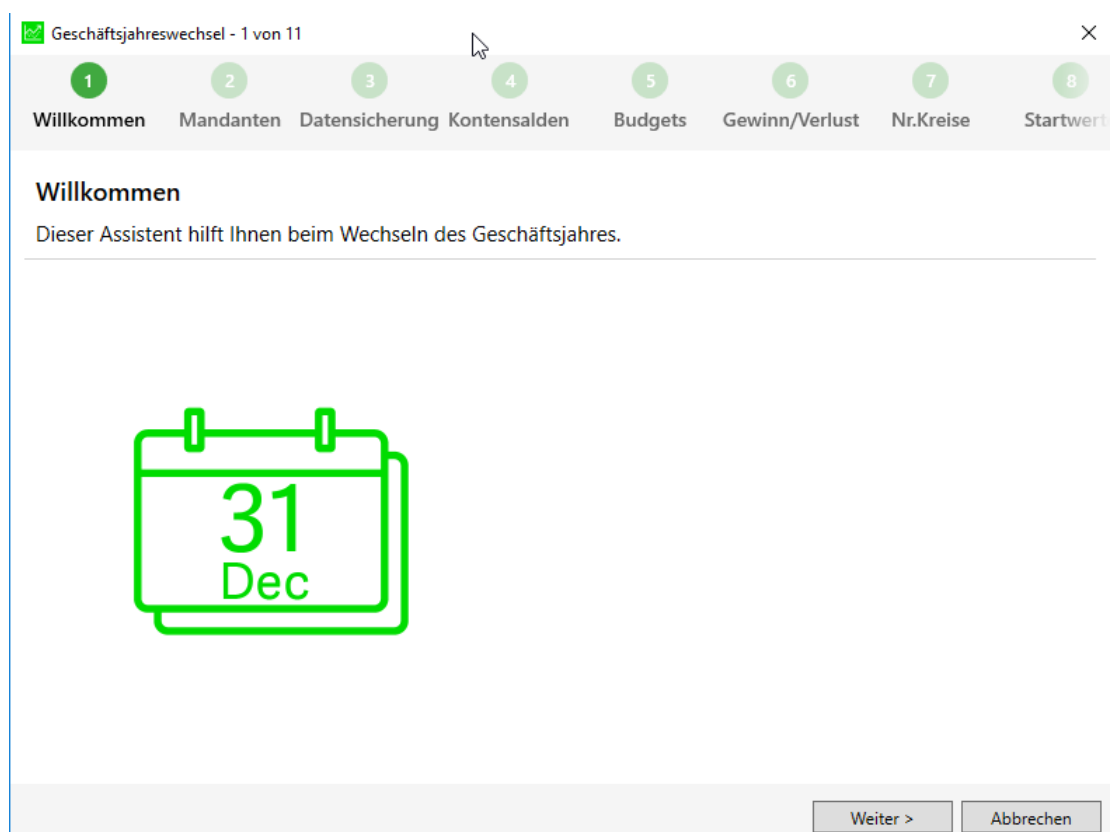 Geschäftsjahreswechsel - 1 von 11
1 2 3 4 5 6 7 8
Willkommen Mandanten Datensicherung Kontensalden Budgets Gewinn/Verlust Nr.Kreise Startwert
Willkommen
Dieser Assistent hilft Ihnen beim Wechseln des Geschäftsjahres.
31
Dec
Weiter > Abbrechen